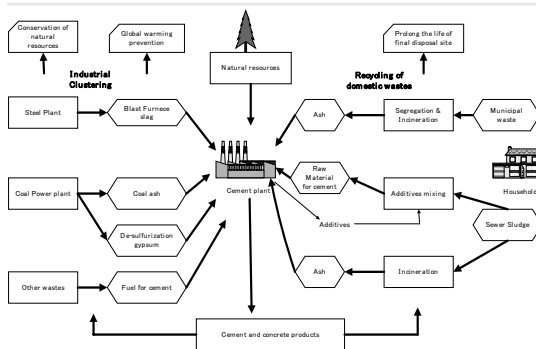 Conservation of
natural
resources
Global warming
prevention
Prolong the life of
final disposal site
Natural resources
Industrial
Clustering
Recycling of
domestic wastes
Steel Plant
Blast Furnece
slag
Ash
Segregation &
Incineration
Municipal
waste
Cement plant
Raw
Material
for cement
Additives mixing
Household
Coal Power plant
Coal ash
Additives
Sewer Sludge
De-sulfurization
gypsum
Other wastes
Fuel for cement
Ash
Incineration
Cement and concrete products